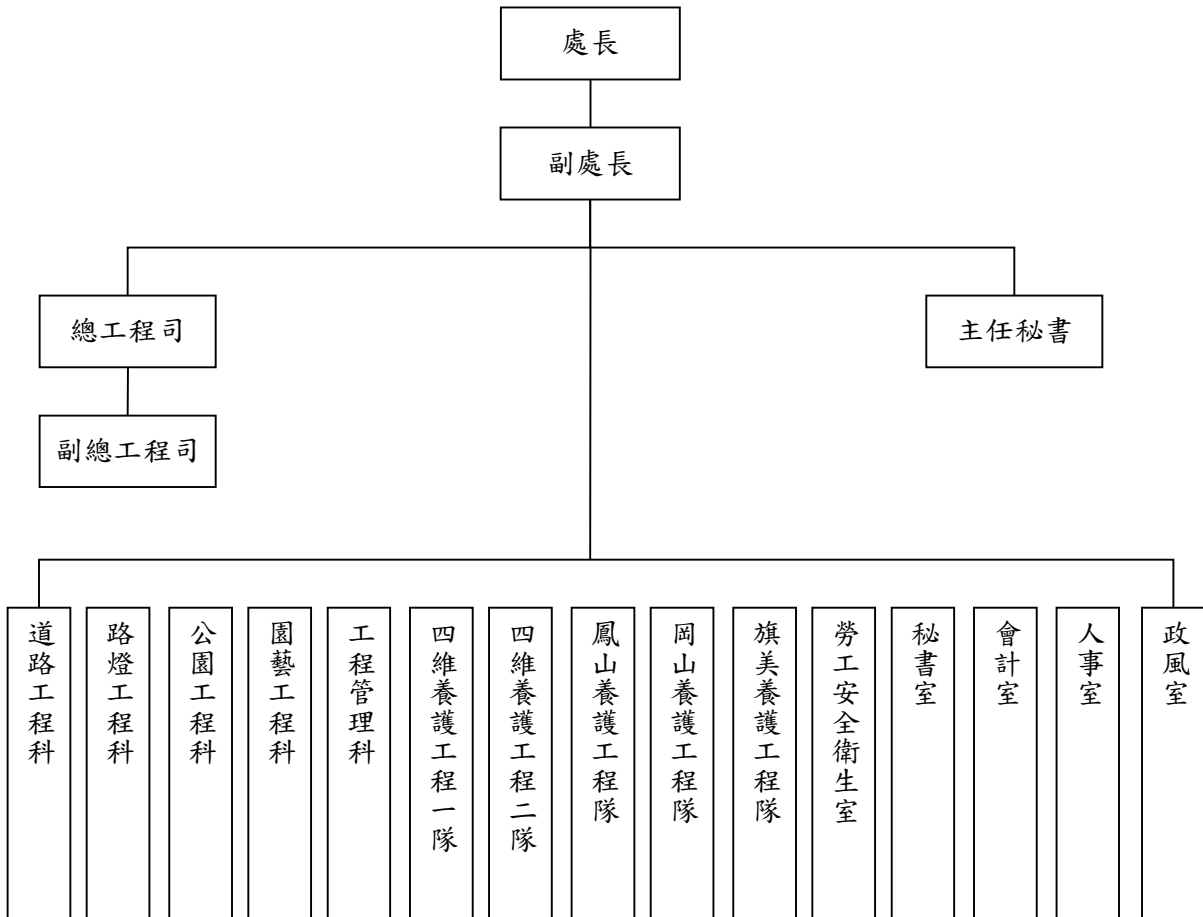 處長
副處長
總工程司
主任秘書
副總工程司
道路工程科
路燈工程科
公園工程科
園藝工程科
工程管理科
四維養護工程一隊
四維養護工程二隊
鳳山養護工程隊
岡山養護工程隊
旗美養護工程隊
勞工安全衛生室
秘書室
會計室
人事室
政風室